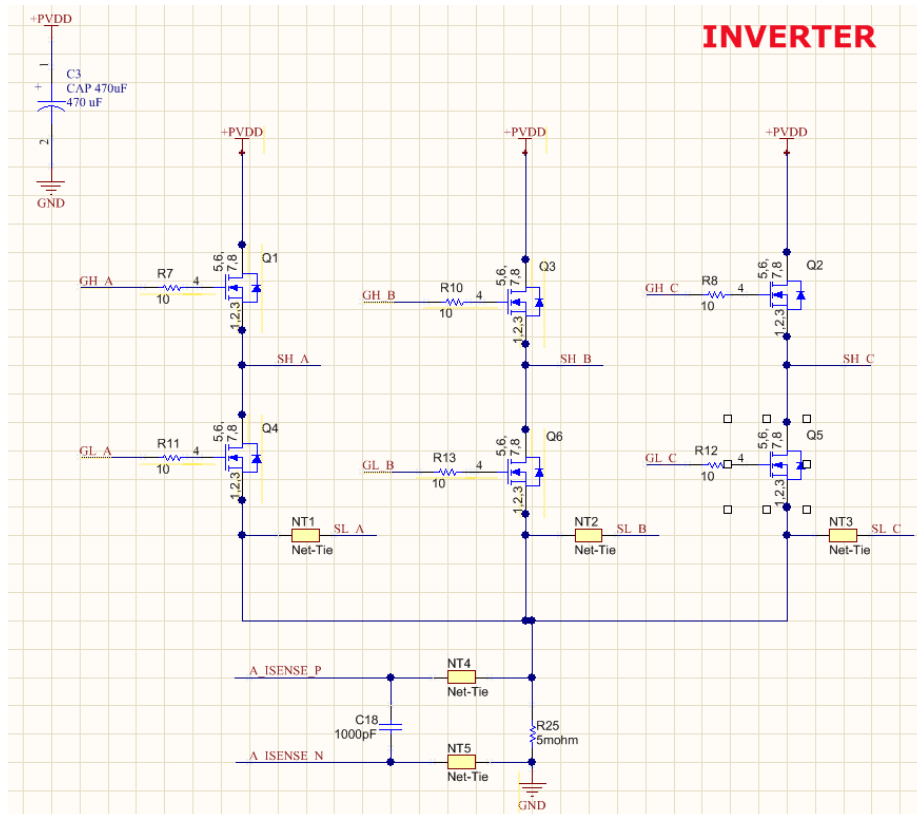 +PVDD
INVERTER
1
C3
+
CAP 470uF
470 uF
2
GND
+PVDD
+PVDD
+PVDD
5,6,
7,8
Q1
GH_A
R7
4
10
1,2,3
5,6,
7,8
Q3
GH_B
R10
4
10
1,2,3
5,6,
7,8
Q2
GH_C
R8
4
10
1,2,3
SH_A
SH_B
SH_C
5,6,
7,8
Q4
GL_A
R11
4
10
1,2,3
5,6,
7,8
Q6
GL_B
R13
4
10
1,2,3
5,6,
7,8
Q5
GL_C
R12
4
10
1,2,3
NT1
SL_A
Net-Tie
NT2
SL_B
Net-Tie
NT3
SL_C
Net-Tie
A_ISENSE_P
NT4
Net-Tie
C18
1000pF
R25
5mohm
A_ISENSE_N
NT5
Net-Tie
GND